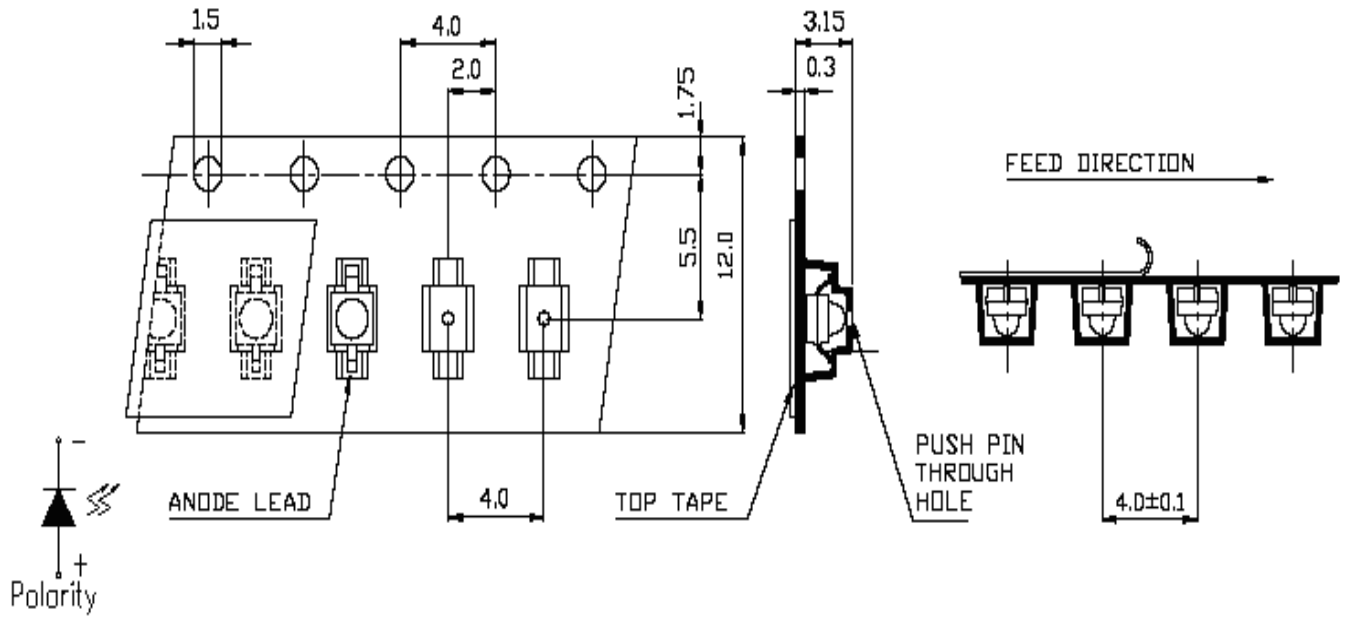 1.5
4.0
2.0
3.15
0.3
1.75
5.5
12.0
FEED DIRECTION
ANODE LEAD
4.0
TOP TAPE
PUSH PIN
THROUGH
HOLE
4.0±0.1
-
+
Polarity